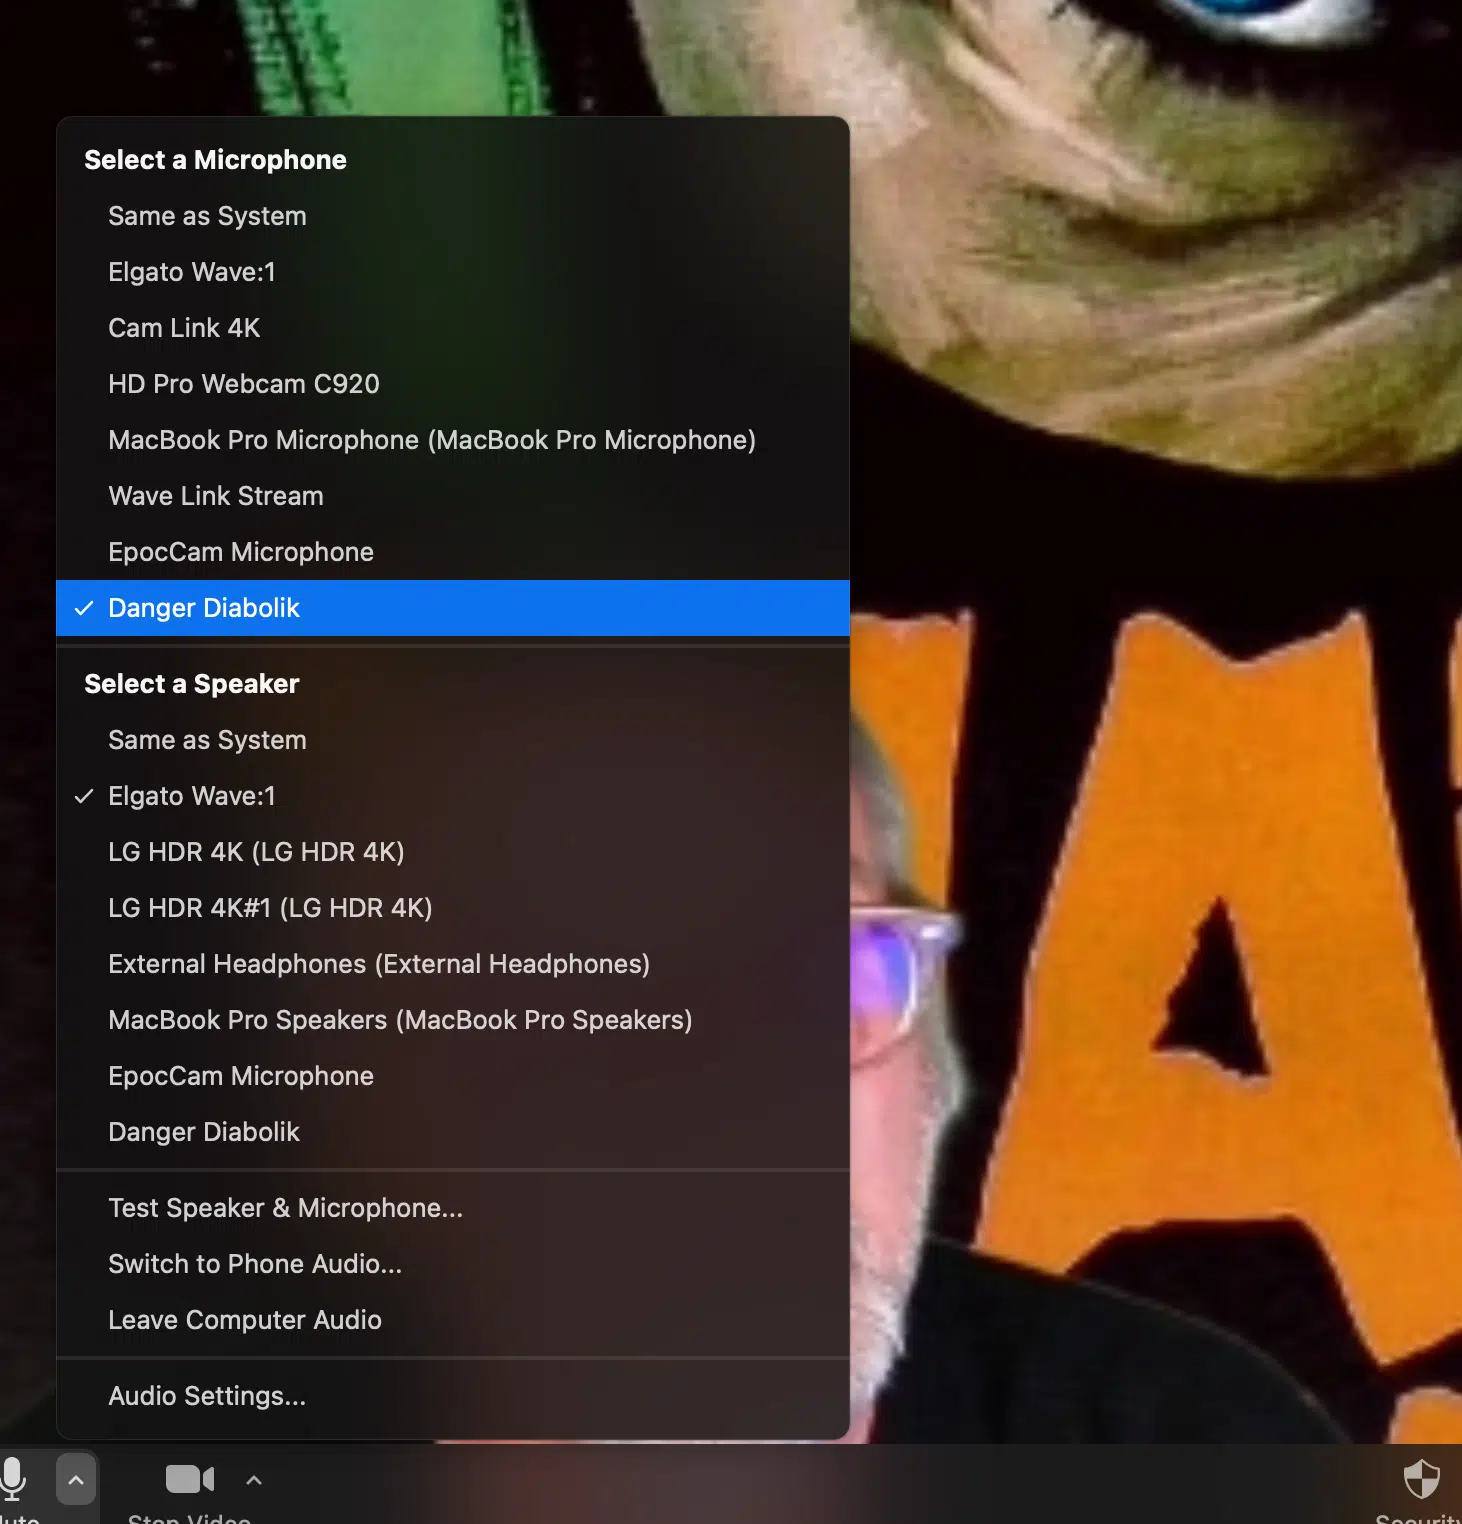 Select a Microphone
Same as System
Elgato Wave:1
Cam Link 4K
HD Pro Webcam C920
MacBook Pro Microphone (MacBook Pro Microphone)
Wave Link Stream
EpocCam Microphone
Danger Diabolik
Select a Speaker
Same as System
Elgato Wave:1
LG HDR 4K (LG HDR 4K)
LG HDR 4K#1 (LG HDR 4K)
External Headphones (External Headphones)
MacBook Pro Speakers (MacBook Pro Speakers)
EpocCam Microphone
Danger Diabolik
Test Speaker & Microphone...
Switch to Phone Audio...
Leave Computer Audio
Audio Settings...
Stop Video
Security